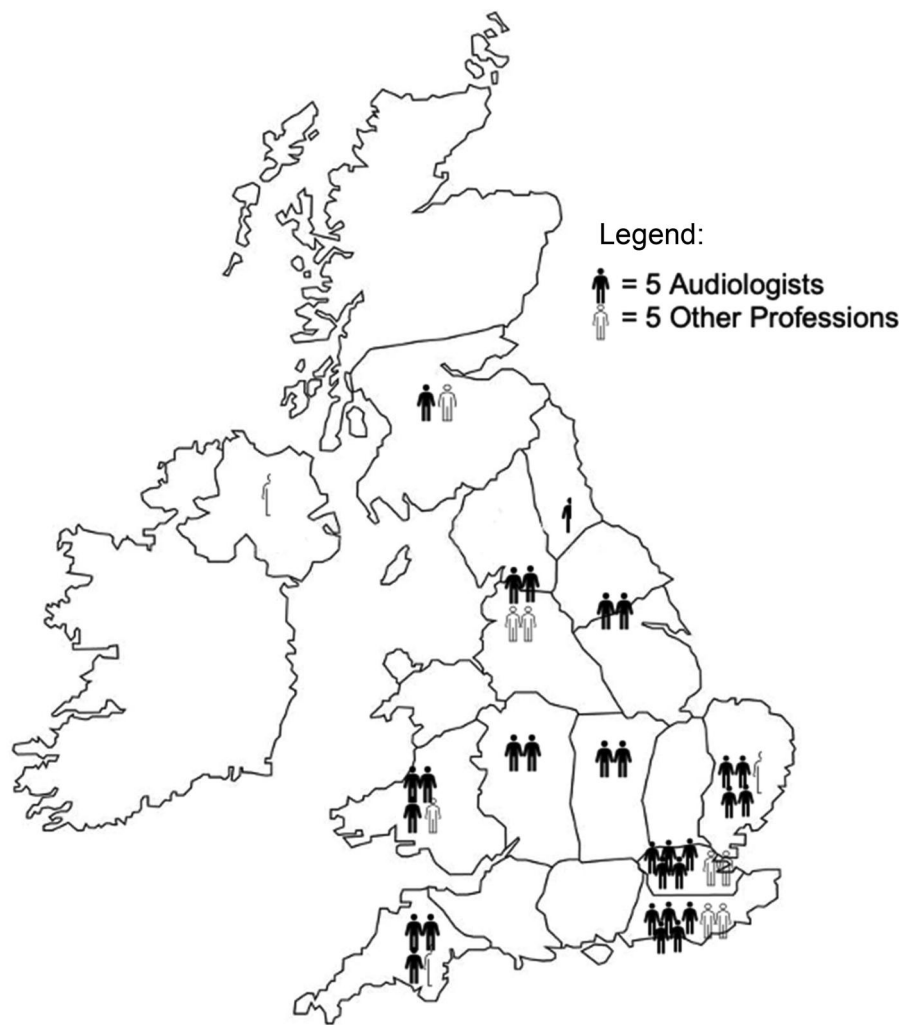 Legend:
= 5 Audiologists
= 5 Other Professions